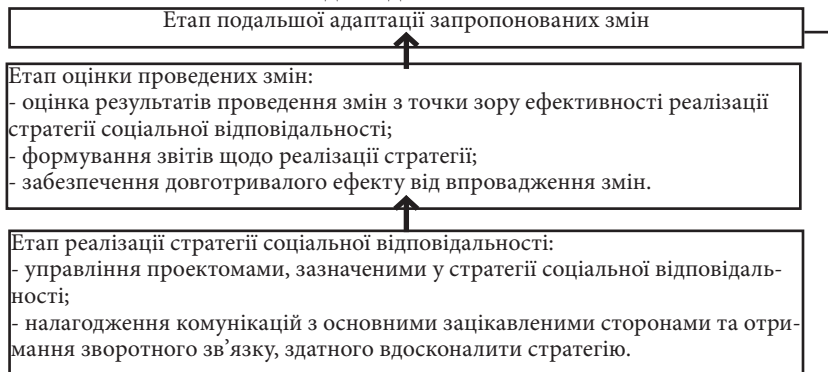 Етап подальшої адаптації запропонованих змін
Етап оцінки проведених змін:
- оцінка результатів проведення змін з точки зору ефективності реалізації
стратегії соціальної відповідальності;
- формування звітів щодо реалізації стратегії;
- забезпечення довготривалого ефекту від впровадження змін.
Етап реалізації стратегії соціальної відповідальності:
- управління проектомами, зазначеними у стратегії соціальної відповідаль-
ності;
- налагодження комунікацій з основними зацікавленими сторонами та отри-
мання зворотного зв’язку, здатного вдосконалити стратегію.